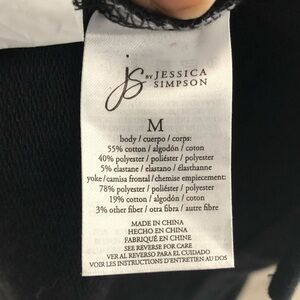 js BY JESSICA
SIMPSON
M
body / cuerpo / corps:
55% cotton / algodón / coton
40% polyester / poliéster / polyester
5% elastane / elastano / élasthanne
yoke / camisa frontal / chemise empiecement:
78% polyester / poliéster / polyester
19% cotton / algodón / coton
3% other fiber / otra fibra / autre fibre
MADE IN CHINA
HECHO EN CHINA
FABRIQUÉ EN CHINE
SEE REVERSE FOR CARE
VER AL REVERSO PARA EL CUIDADO
VOIR LES INSTRUCTIONS D'ENTRETIEN AU DOS